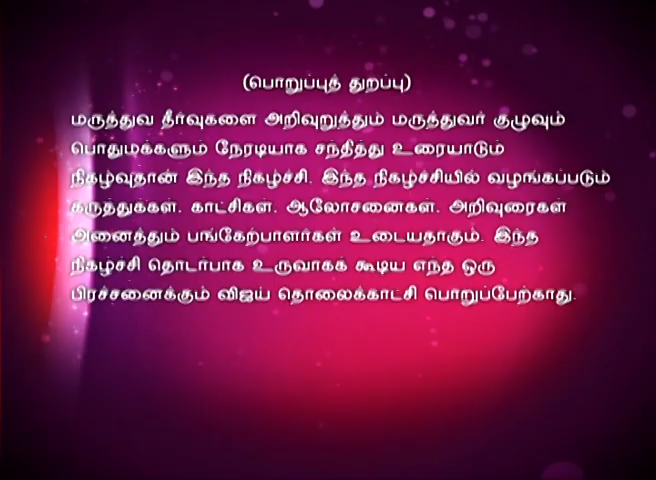 (பொறுப்புத் துறப்பு)
மருத்துவ தீர்வுகளை அறிவுறுத்தும் மருத்துவர் குழுவும்
பொதுமக்களும் நேரடியாக சந்தித்து உரையாடும்
நிகழ்வுதான் இந்த நிகழ்ச்சி. இந்த நிகழ்ச்சியில் வழங்கப்படும்
கருத்துக்கள். காட்சிகள். ஆலோசனைகள். அறிவுரைகள்
அனைத்தும் பங்கேற்பாளர்கள் உடையதாகும். இந்த
நிகழ்ச்சி தொடர்பாக உருவாகக் கூடிய எந்த ஒரு
பிரச்சனைக்கும் விஜய் தொலைக்காட்சி பொறுப்பேற்காது.